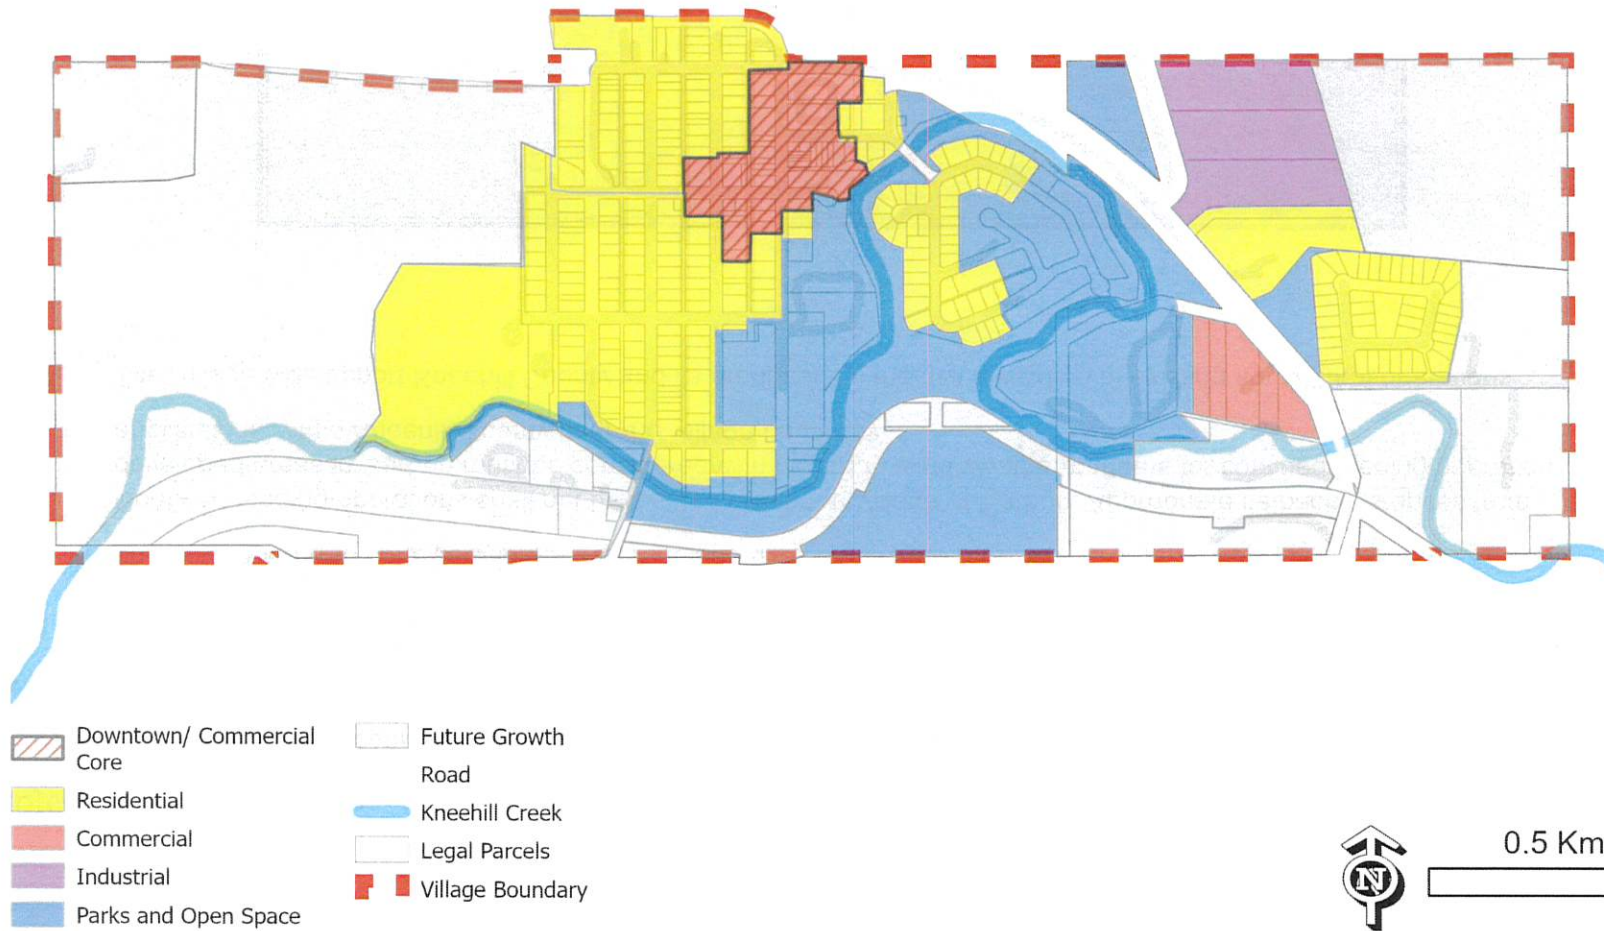 Downtown/ Commercial
Core
Residential
Commercial
Industrial
Parks and Open Space
Future Growth
Road
Kneehill Creek
Legal Parcels
Village Boundary
N
0.5 Km